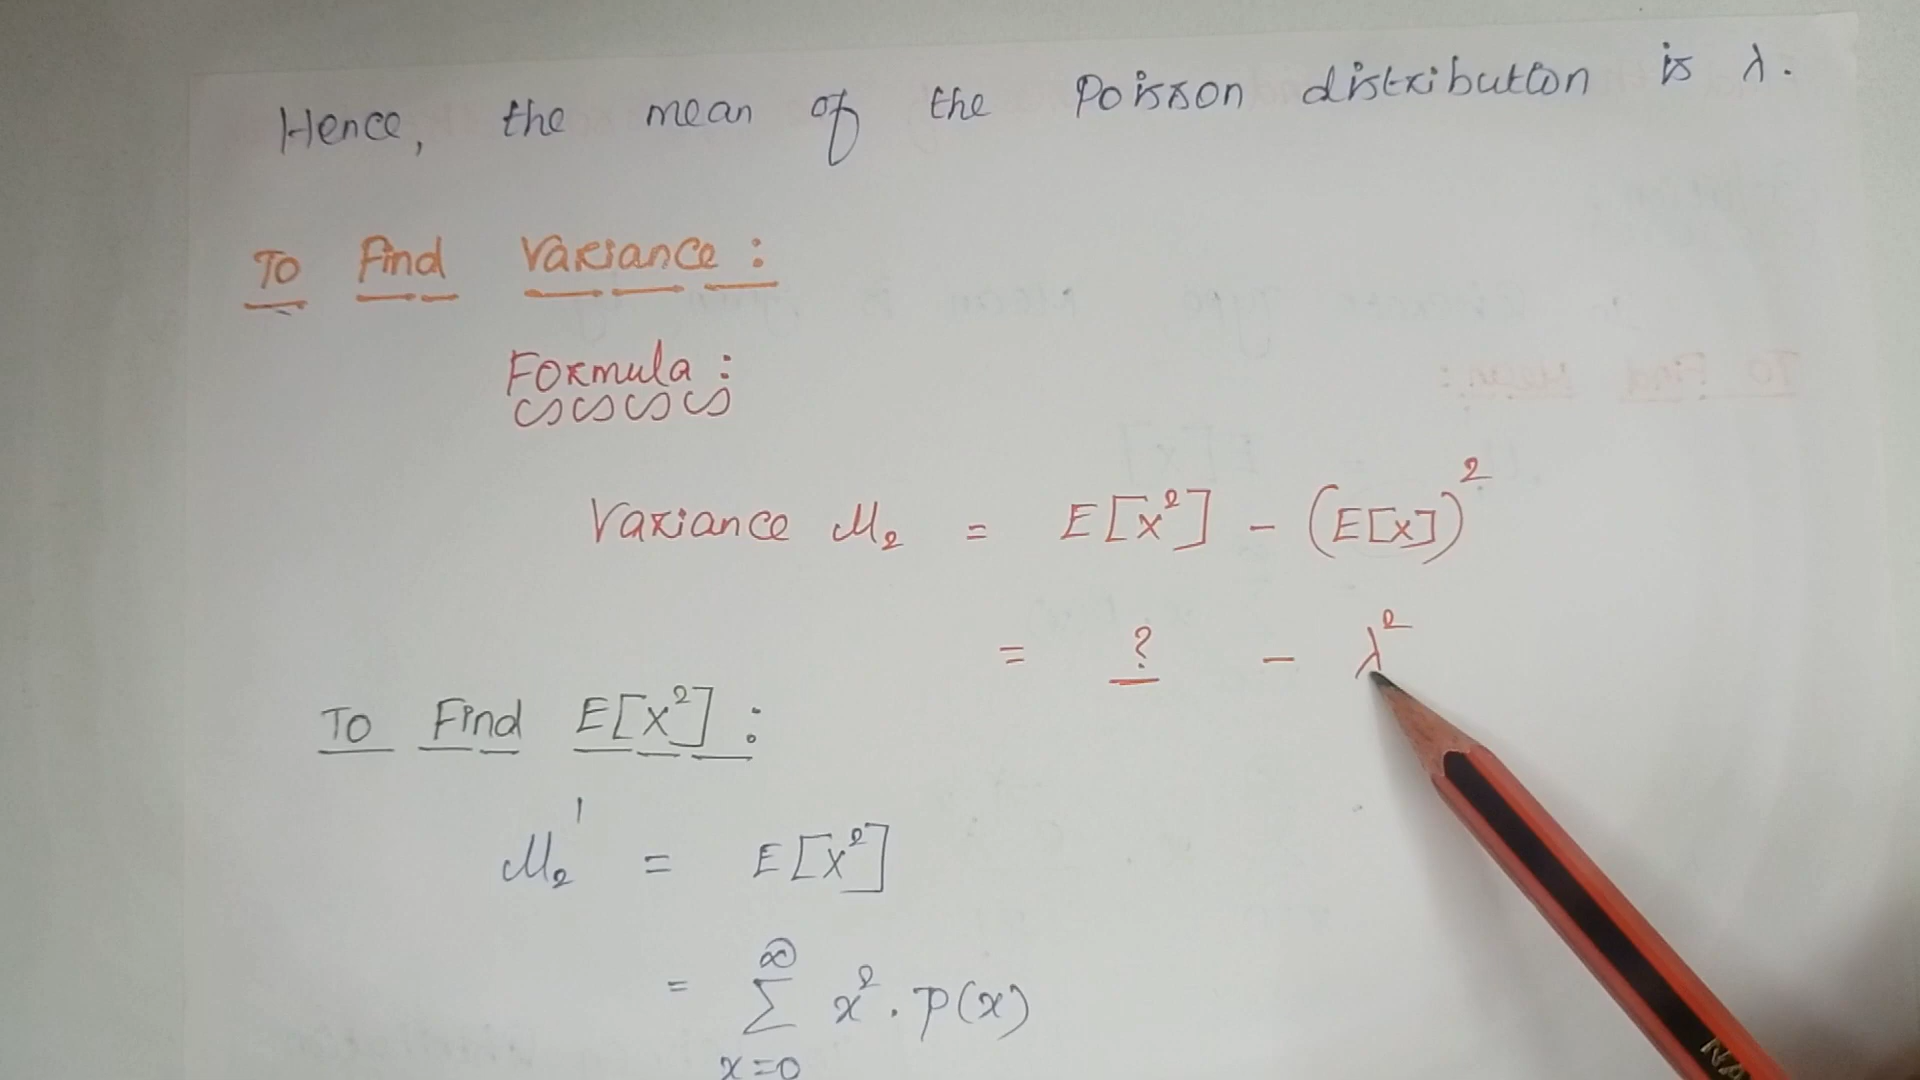 Hence, the mean of the Poisson distribution is λ.
To Find Variance :
Formula :
Variance μ₂ = E[x²] - (E[x])²
= ? - λ²
To Find E[x²] :
μ₂' = E[x²]
= ∞ Σ x=0 x² . p(x)